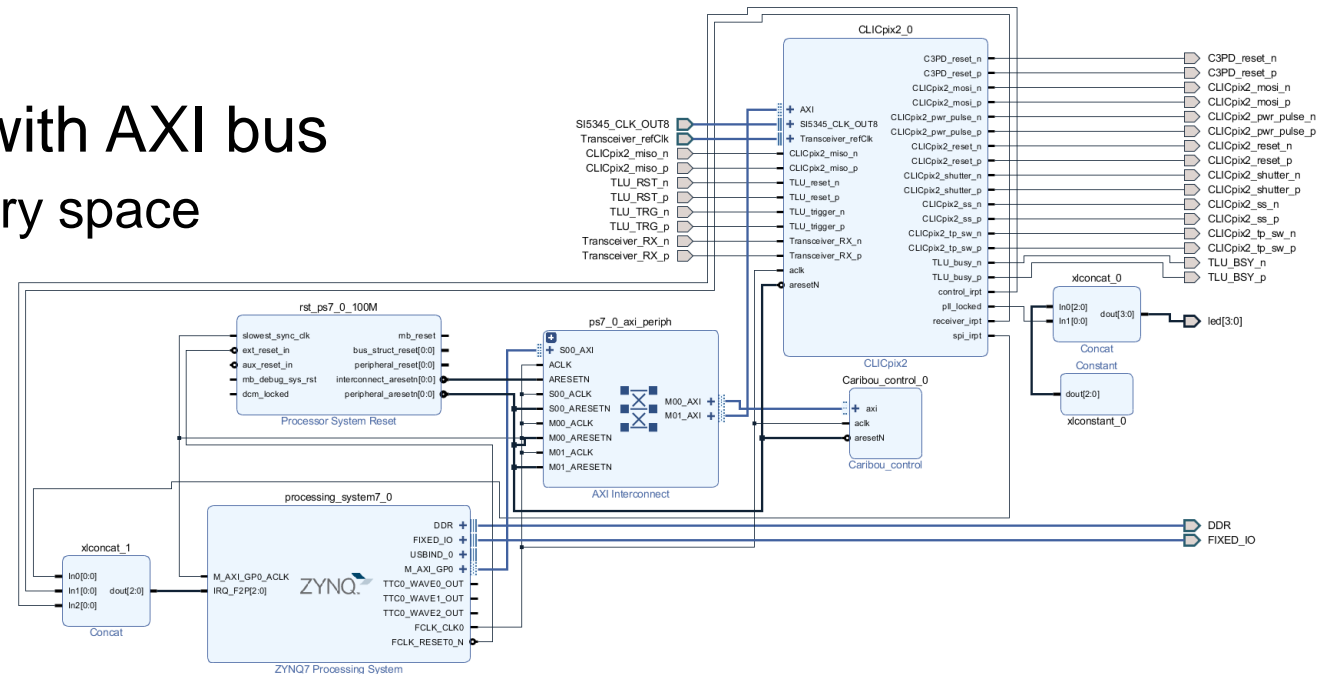 with AXI bus
ry space
CLICpix2_0
AXI
SI5345_CLK_OUT8
Transceiver_refClk
CLICpix2_miso_n
CLICpix2_miso_p
TLU_reset_n
TLU_reset_p
TLU_trigger_n
TLU_trigger_p
Transceiver_RX_n
Transceiver_RX_p
aclk
aresetN
C3PD_reset_n
C3PD_reset_p
CLICpix2_mosi_n
CLICpix2_mosi_p
CLICpix2_pwr_pulse_n
CLICpix2_pwr_pulse_p
CLICpix2_reset_n
CLICpix2_reset_p
CLICpix2_shutter_n
CLICpix2_shutter_p
CLICpix2_ss_n
CLICpix2_ss_p
CLICpix2_tp_sw_n
CLICpix2_tp_sw_p
TLU_busy_n
TLU_busy_p
control_irpt
pll_locked
receiver_irpt
spi_irpt
CLICpix2
SI5345_CLK_OUT8
Transceiver_refClk
CLICpix2_miso_n
CLICpix2_miso_p
TLU_RST_n
TLU_RST_p
TLU_TRG_n
TLU_TRG_p
Transceiver_RX_n
Transceiver_RX_p
C3PD_reset_n
C3PD_reset_p
CLICpix2_mosi_n
CLICpix2_mosi_p
CLICpix2_pwr_pulse_n
CLICpix2_pwr_pulse_p
CLICpix2_reset_n
CLICpix2_reset_p
CLICpix2_shutter_n
CLICpix2_shutter_p
CLICpix2_ss_n
CLICpix2_ss_p
CLICpix2_tp_sw_n
CLICpix2_tp_sw_p
TLU_BSY_n
TLU_BSY_p
xlconcat_0
In0[2:0]
In1[0:0]
dout[3:0]
Concat
led[3:0]
Constant
dout[2:0]
xlconstant_0
rst_ps7_0_100M
slowest_sync_clk
ext_reset_in
aux_reset_in
mb_debug_sys_rst
dcm_locked
mb_reset
bus_struct_reset[0:0]
peripheral_reset[0:0]
interconnect_aresetn[0:0]
peripheral_aresetn[0:0]
Processor System Reset
ps7_0_axi_periph
S00_AXI
ACLK
ARESETN
S00_ACLK
S00_ARESETN
M00_ACLK
M00_ARESETN
M01_ACLK
M01_ARESETN
M00_AXI
M01_AXI
AXI Interconnect
Caribou_control_0
axi
aclk
aresetN
Caribou_control
processing_system7_0
M_AXI_GP0_ACLK
IRQ_F2P[2:0]
ZYNQ
DDR
FIXED_IO
USBIND_0
M_AXI_GP0
TTC0_WAVE0_OUT
TTC0_WAVE1_OUT
TTC0_WAVE2_OUT
FCLK_CLK0
FCLK_RESET0_N
ZYNQ7 Processing System
DDR
FIXED_IO
xlconcat_1
In0[0:0]
In1[0:0]
In2[0:0]
dout[2:0]
Concat